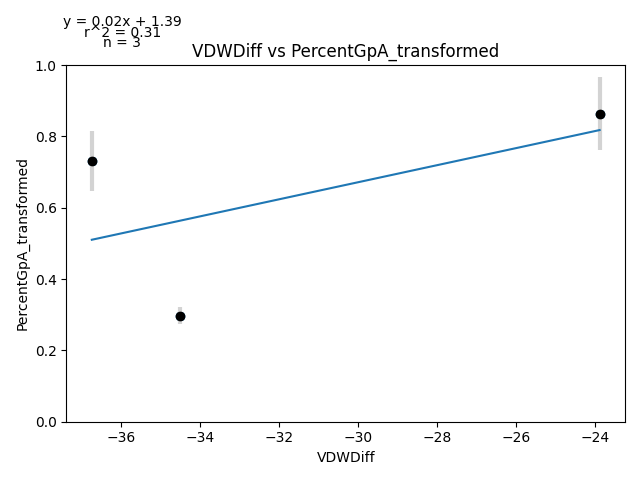 y = 0.02x + 1.39
r^2 = 0.31
n = 3
VDWDiff vs PercentGpA_transformed
1.0
0.8
0.6
0.4
0.2
0.0
PercentGpA_transformed
−36
−34
−32
−30
−28
−26
−24
VDWDiff